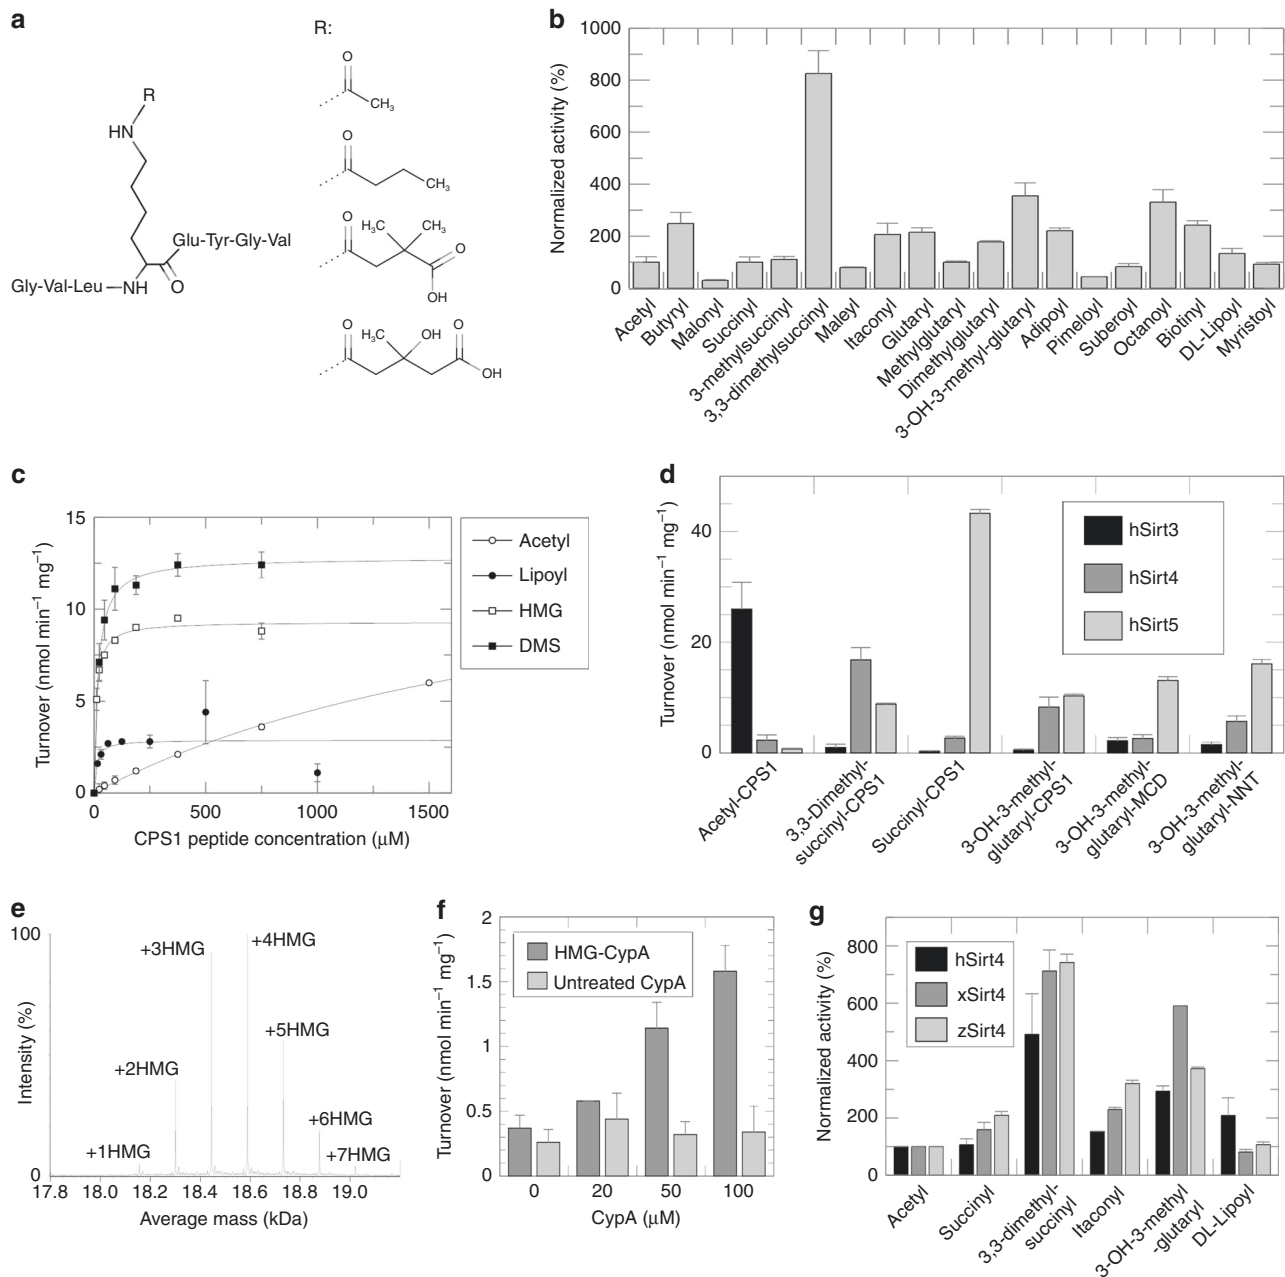 a
R:
R
HN
Glu-Tyr-Gly-Val
Gly-Val-Leu
NH
O
O
CH3
O
CH3
O
H3C
CH3
O
OH
O
H3C
OH
O
OH
b
Normalized activity (%)
1000
800
600
400
200
0
Acetyl
Butyryl
Malonyl
Succinyl
3-methylsuccinyl
3,3-dimethylsuccinyl
Maleyl
Itaconyl
Glutaryl
Methylglutaryl
Dimethylglutaryl
3-OH-3-methyl-glutaryl
Adipoyl
Pimeloyl
Suberoyl
Octanoyl
Biotinyl
DL-Lipoyl
Myristoyl
c
Turnover (nmol min−1 mg−1)
15
10
5
0
0
500
1000
1500
CPS1 peptide concentration (μM)
Acetyl
Lipoyl
HMG
DMS
d
Turnover (nmol min−1 mg−1)
40
20
0
hSirt3
hSirt4
hSirt5
Acetyl-CPS1
3,3-Dimethyl-
succinyl-CPS1
Succinyl-CPS1
3-OH-3-methyl-
glutaryl-CPS1
3-OH-3-methyl-
glutaryl-MCD
3-OH-3-methyl-
glutaryl-NNT
e
Intensity (%)
100
0
+1HMG
+2HMG
+3HMG
+4HMG
+5HMG
+6HMG
+7HMG
17.8
18.0
18.2
18.4
18.6
18.8
19.0
Average mass (kDa)
f
Turnover (nmol min−1 mg−1)
2
1.5
1
0.5
0
HMG-CypA
Untreated CypA
0
20
50
100
CypA (μM)
g
Normalized activity (%)
800
600
400
200
0
hSirt4
xSirt4
zSirt4
Acetyl
Succinyl
3,3-dimethyl-
succinyl
Itaconyl
3-OH-3-methyl
-glutaryl
DL-Lipoyl